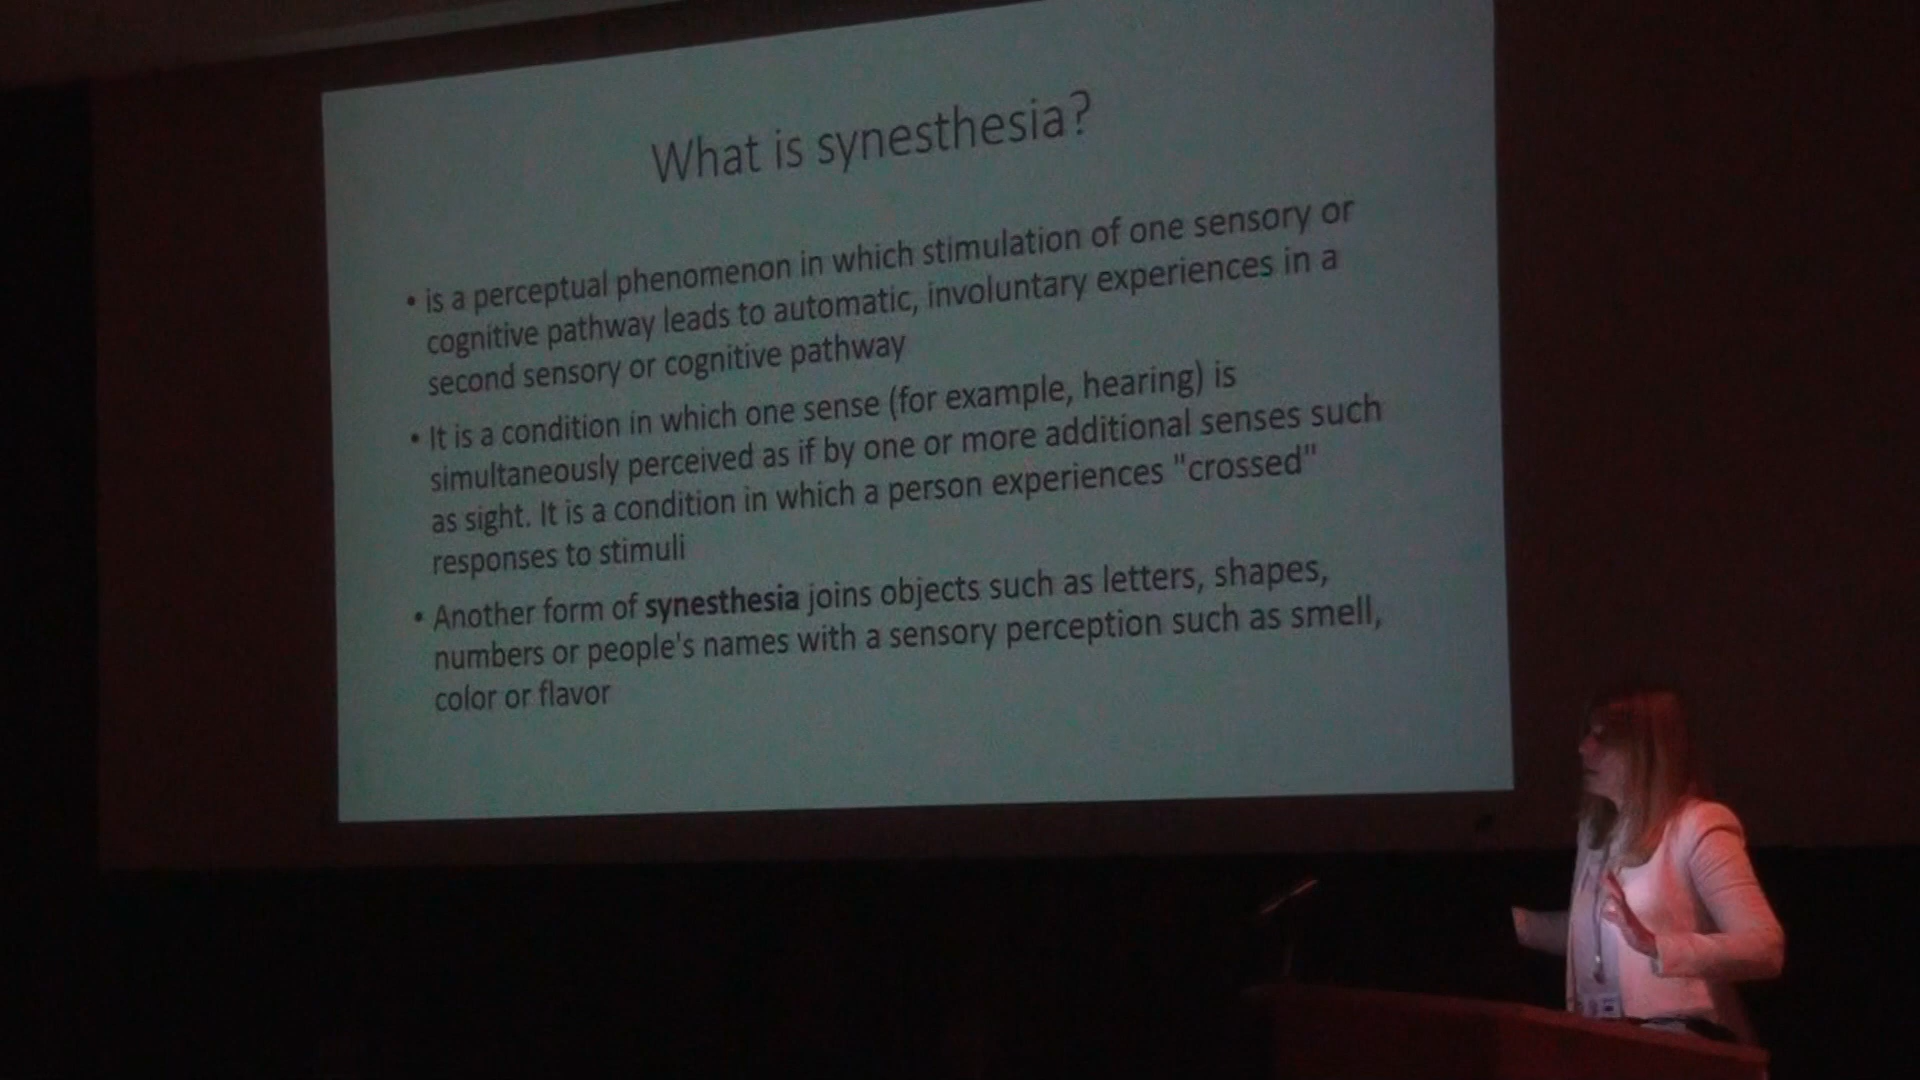 What is synesthesia?
• is a perceptual phenomenon in which stimulation of one sensory or
cognitive pathway leads to automatic, involuntary experiences in a
second sensory or cognitive pathway
• It is a condition in which one sense (for example, hearing) is
simultaneously perceived as if by one or more additional senses such
as sight. It is a condition in which a person experiences "crossed"
responses to stimuli
• Another form of synesthesia joins objects such as letters, shapes,
numbers or people's names with a sensory perception such as smell,
color or flavor